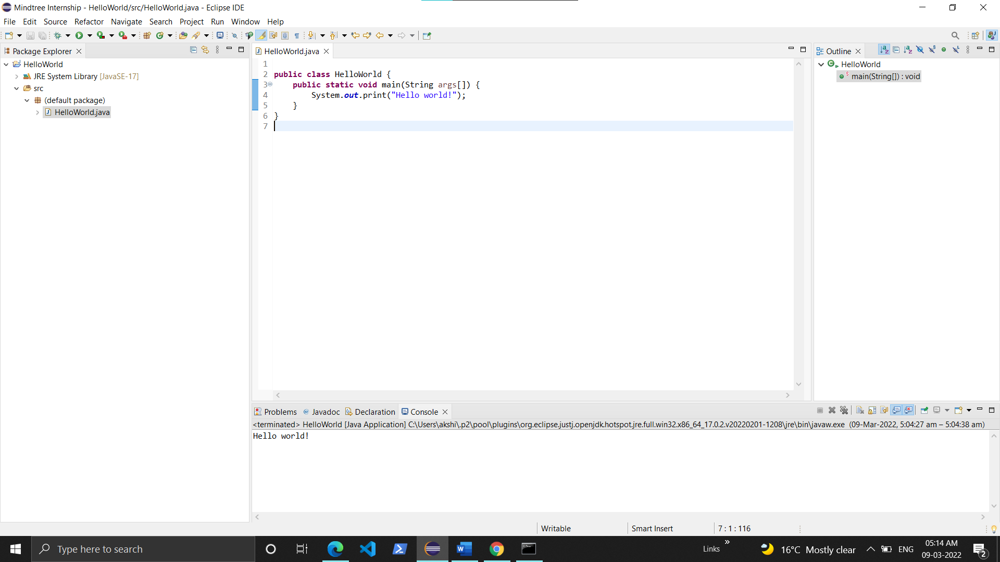 Mindtree Internship - HelloWorld/src/HelloWorld.java - Eclipse IDE
File Edit Source Refactor Navigate Search Project Run Window Help
Package Explorer
HelloWorld
JRE System Library [JavaSE-17]
src
(default package)
HelloWorld.java
HelloWorld.java
1
2 public class HelloWorld {
3 public static void main(String args[]) {
4 System.out.print("Hello world!");
5 }
6 }
7
Outline
HelloWorld
main(String[]) : void
Problems @ Javadoc Declaration Console
<terminated> HelloWorld [Java Application] C:\Users\akshi\.p2\pool\plugins\org.eclipse.justj.openjdk.hotspot.jre.full.win32.x86_64_17.0.2.v20220201-1208\jre\bin\javaw.exe (09-Mar-2022, 5:04:27 am – 5:04:38 am)
Hello world!
Writable Smart Insert 7 : 1 : 116
Type here to search
Links
16°C Mostly clear
ENG
05:14 AM
09-03-2022
2